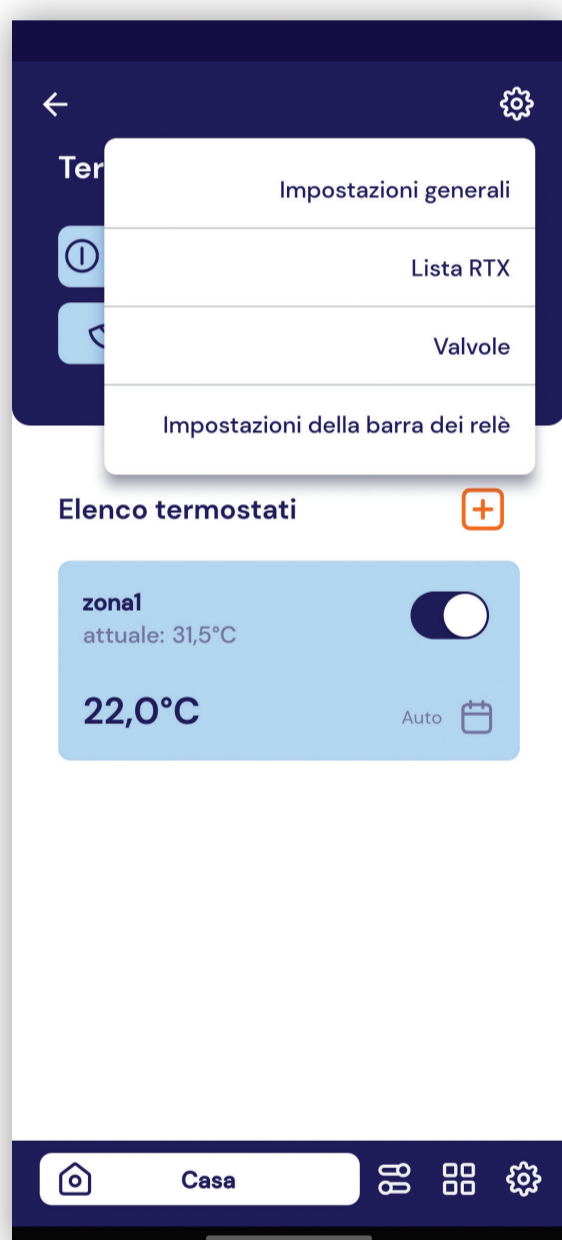 Ter
Impostazioni generali
Lista RTX
Valvole
Impostazioni della barra dei relè
Elenco termostati
zona1
attuale: 31,5°C
22,0°C
Auto
Casa